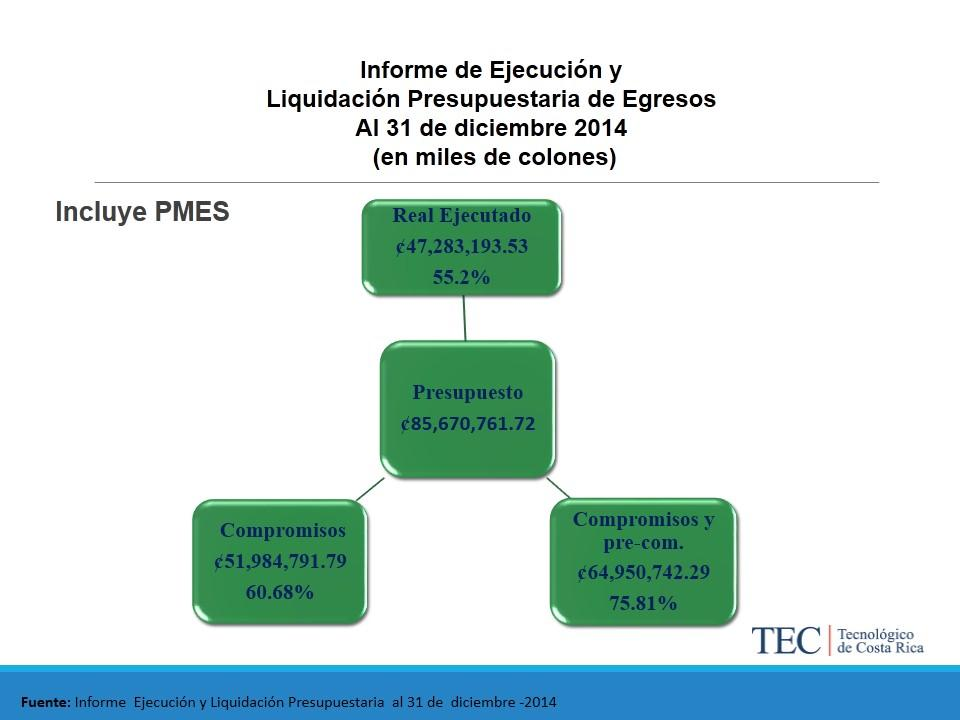 Informe de Ejecución y
Liquidación Presupuestaria de Egresos
Al 31 de diciembre 2014
(en miles de colones)
Incluye PMES
Real Ejecutado
¢47,283,193.53
55.2%
Presupuesto
¢85,670,761.72
Compromisos
¢51,984,791.79
60.68%
Compromisos y
pre-com.
¢64,950,742.29
75.81%
TEC
Tecnológico
de Costa Rica
Fuente: Informe Ejecución y Liquidación Presupuestaria al 31 de diciembre -2014